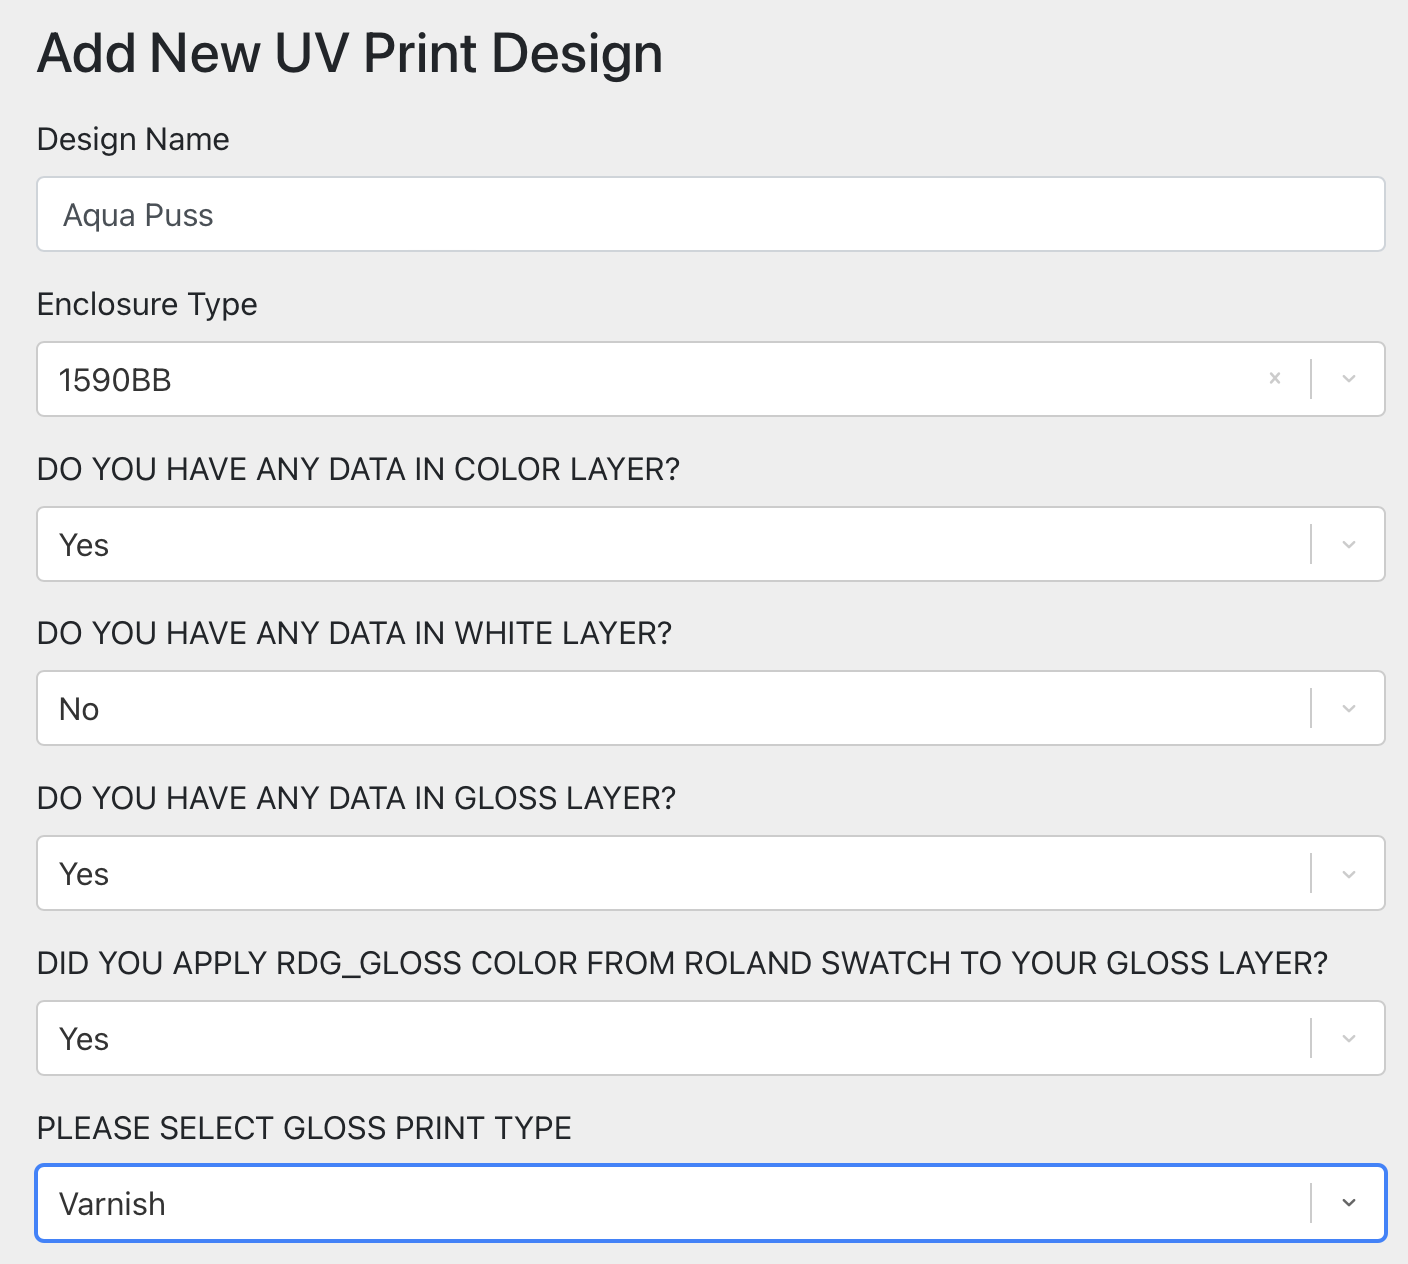 Add New UV Print Design
Design Name
Aqua Puss
Enclosure Type
1590BB
DO YOU HAVE ANY DATA IN COLOR LAYER?
Yes
DO YOU HAVE ANY DATA IN WHITE LAYER?
No
DO YOU HAVE ANY DATA IN GLOSS LAYER?
Yes
DID YOU APPLY RDG_GLOSS COLOR FROM ROLAND SWATCH TO YOUR GLOSS LAYER?
Yes
PLEASE SELECT GLOSS PRINT TYPE
Varnish